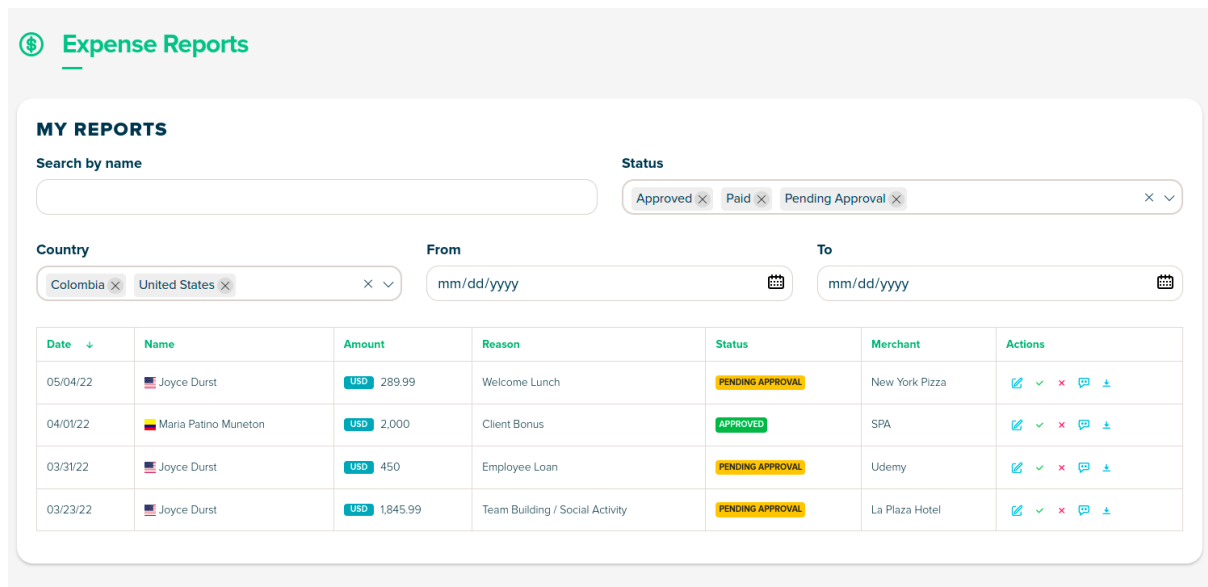 Expense Reports
MY REPORTS
Search by name
Status
Approved Paid Pending Approval
Country
From
To
Colombia United States
mm/dd/yyyy
mm/dd/yyyy
Date Name Amount Reason Status Merchant Actions
05/04/22 Joyce Durst USD 289.99 Welcome Lunch PENDING APPROVAL New York Pizza
04/01/22 Maria Patino Muneton USD 2,000 Client Bonus APPROVED SPA
03/31/22 Joyce Durst USD 450 Employee Loan PENDING APPROVAL Udemy
03/23/22 Joyce Durst USD 1,845.99 Team Building / Social Activity PENDING APPROVAL La Plaza Hotel